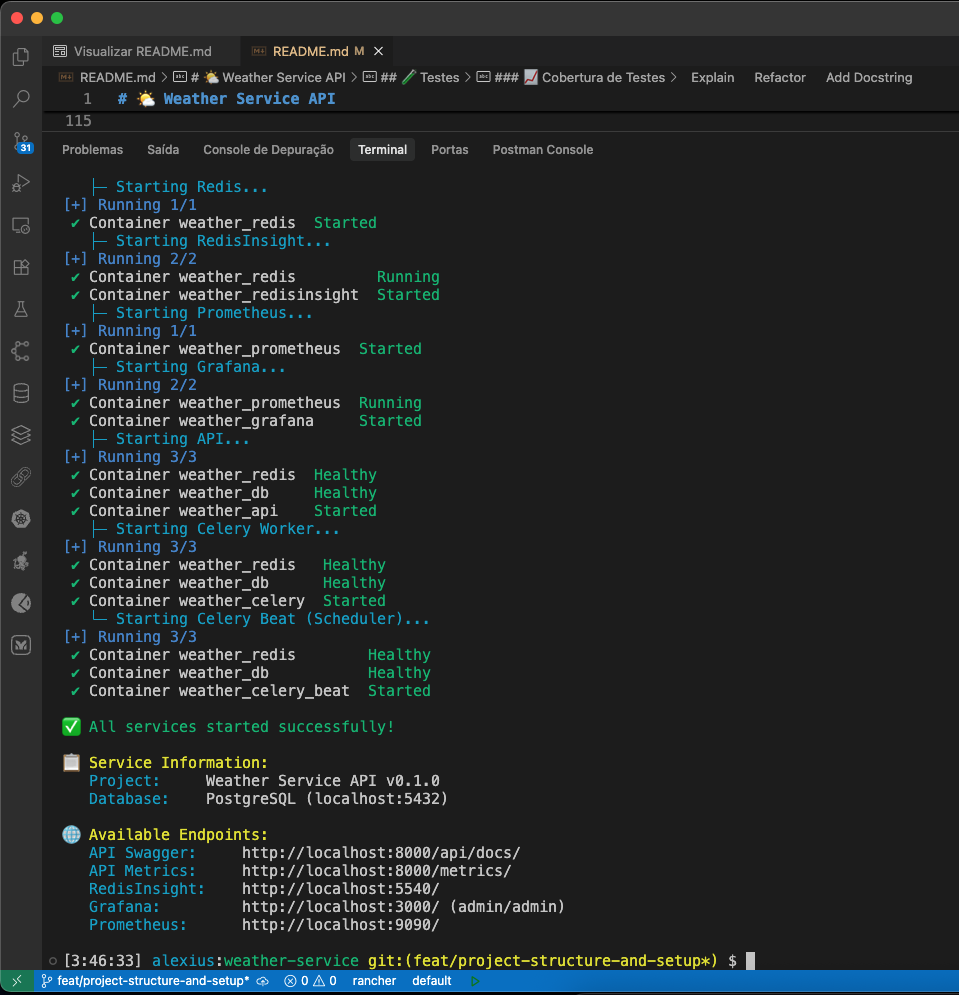 Visualizar README.md README.md M
README.md > # Weather Service API > ## Testes > ### Cobertura de Testes > Explain Refactor Add Docstring
1 # Weather Service API
115
31
Problemas Saída Console de Depuração Terminal Portas Postman Console
├─ Starting Redis...
[+] Running 1/1
✔ Container weather_redis Started
├─ Starting RedisInsight...
[+] Running 2/2
✔ Container weather_redis Running
✔ Container weather_redisinsight Started
├─ Starting Prometheus...
[+] Running 1/1
✔ Container weather_prometheus Started
├─ Starting Grafana...
[+] Running 2/2
✔ Container weather_prometheus Running
✔ Container weather_grafana Started
├─ Starting API...
[+] Running 3/3
✔ Container weather_redis Healthy
✔ Container weather_db Healthy
✔ Container weather_api Started
├─ Starting Celery Worker...
[+] Running 3/3
✔ Container weather_redis Healthy
✔ Container weather_db Healthy
✔ Container weather_celery Started
└─ Starting Celery Beat (Scheduler)...
[+] Running 3/3
✔ Container weather_redis Healthy
✔ Container weather_db Healthy
✔ Container weather_celery_beat Started
✅ All services started successfully!
📋 Service Information:
Project: Weather Service API v0.1.0
Database: PostgreSQL (localhost:5432)
🌐 Available Endpoints:
API Swagger: http://localhost:8000/api/docs/
API Metrics: http://localhost:8000/metrics/
RedisInsight: http://localhost:5540/
Grafana: http://localhost:3000/ (admin/admin)
Prometheus: http://localhost:9090/
[3:46:33] alexius:weather-service git:(feat/project-structure-and-setup*) $
feat/project-structure-and-setup* 0 0 rancher default